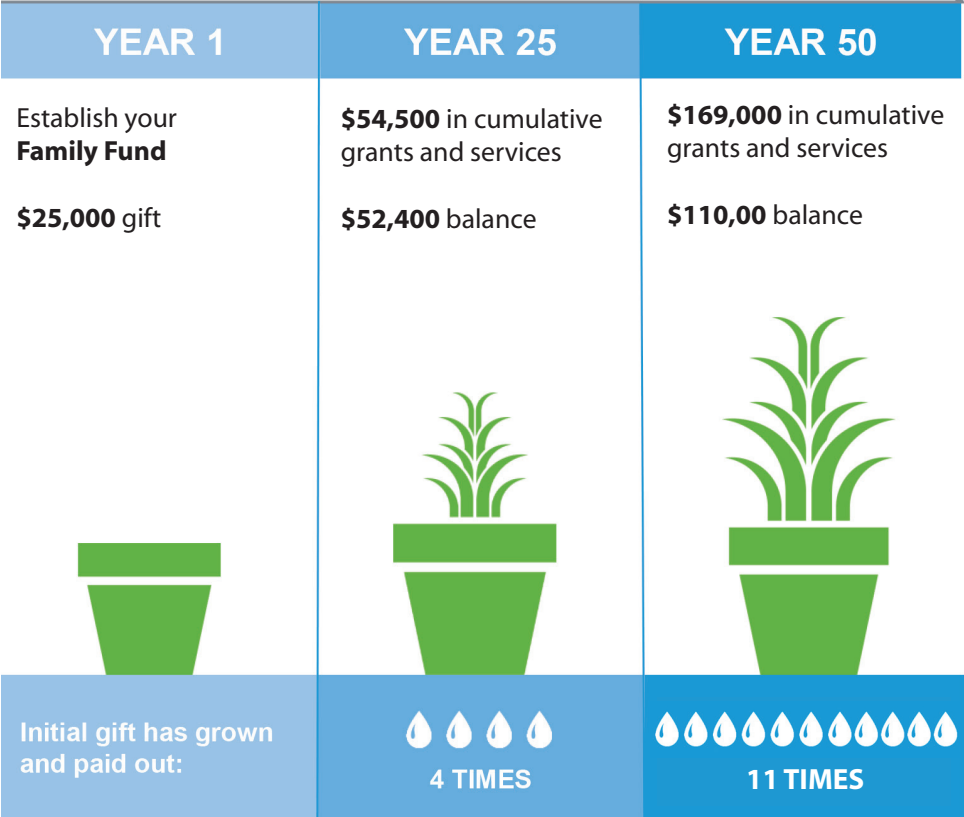 YEAR 1
YEAR 25
YEAR 50
Establish your
Family Fund
$25,000 gift
$54,500 in cumulative
grants and services
$52,400 balance
$169,000 in cumulative
grants and services
$110,00 balance
Initial gift has grown
and paid out:
4 TIMES
11 TIMES